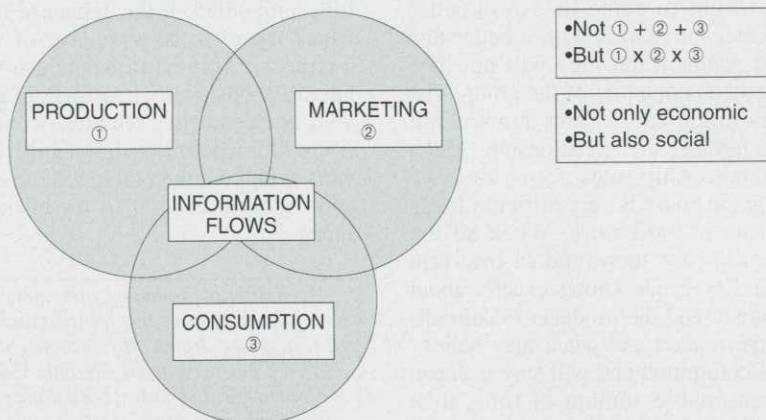 PRODUCTION
①
MARKETING
②
INFORMATION
FLOWS
CONSUMPTION
③
•Not ① + ② + ③
•But ① x ② x ③
•Not only economic
•But also social